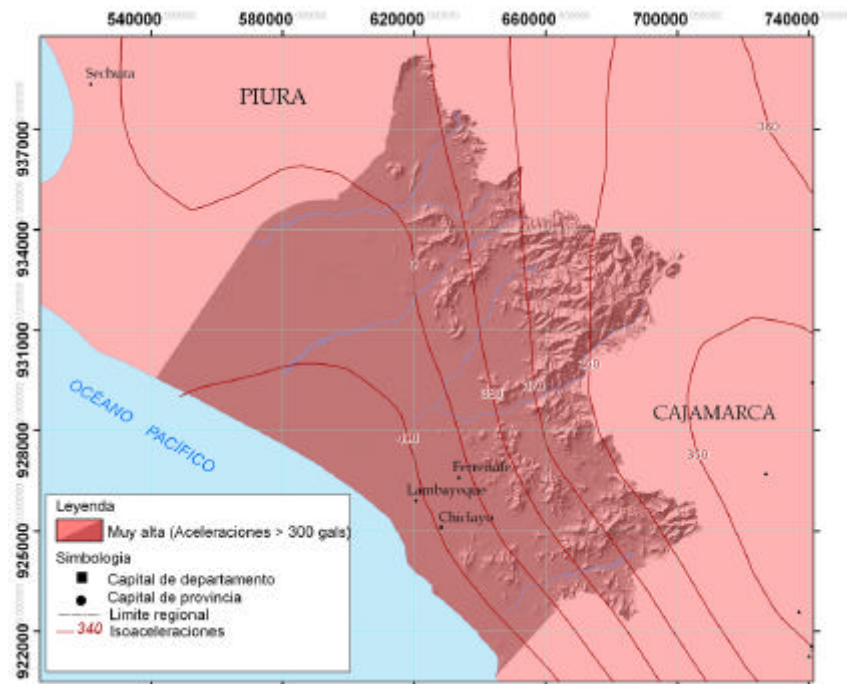 540000 580000 620000 660000 700000 740000
Sechura
PIURA
937000
934000
931000
928000
925000
922000
360
OCÉANO PACÍFICO
CAJAMARCA
350
Ferreñafe
Lambayeque
Chiclayo
Leyenda
Muy alta (Aceleraciones > 300 gals)
Simbologia
Capital de departamento
Capital de provincia
Limite regional
340 Isoaceleraciones